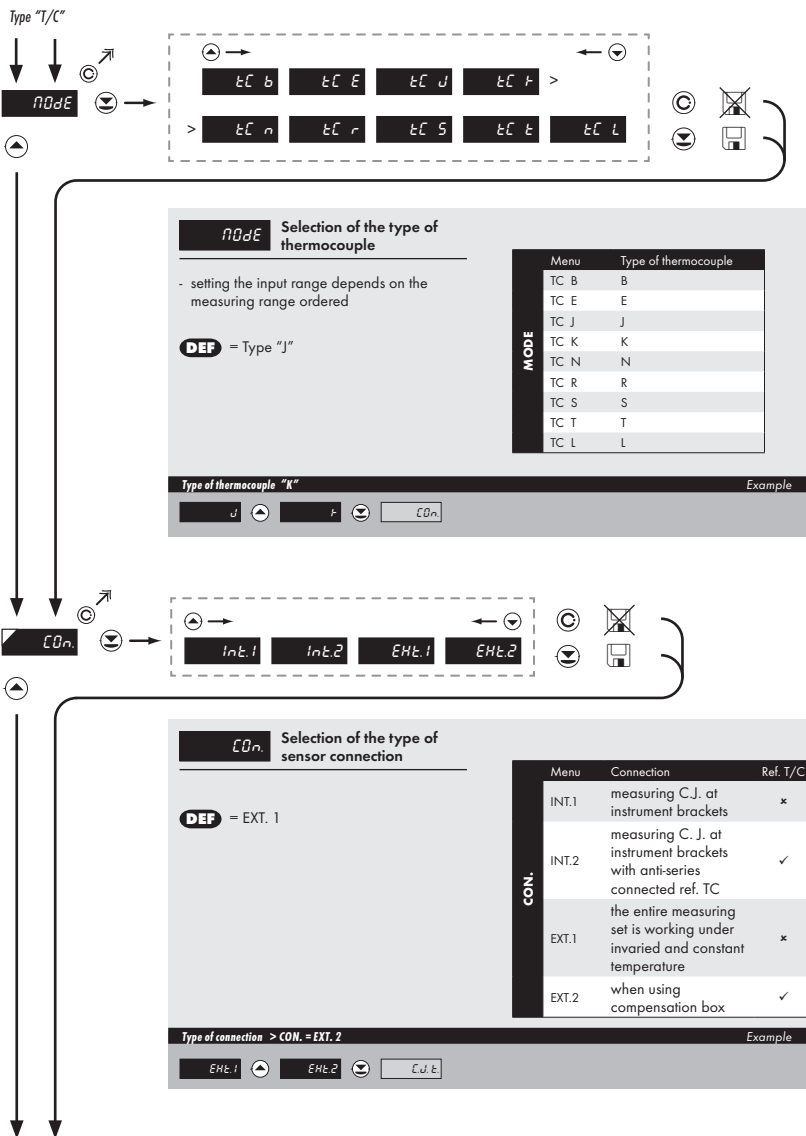 Type "T/C"
MODE
TC B TC E TC J TC K >
> TC N TC R TC S TC T TC L
MODE
Selection of the type of
thermocouple
- setting the input range depends on the
measuring range ordered
DEF = Type "J"
MODE
Menu Type of thermocouple
TC B B
TC E E
TC J J
TC K K
TC N N
TC R R
TC S S
TC T T
TC L L
Type of thermocouple "K" Example
J K CON.
CON.
INT.1 INT.2 EXT.1 EXT.2
CON.
Selection of the type of
sensor connection
DEF = EXT. 1
CON.
Menu Connection Ref. T/C
INT.1 measuring C.J. at
instrument brackets ×
INT.2 measuring C. J. at
instrument brackets
with anti-series
connected ref. TC ✓
EXT.1 the entire measuring
set is working under
invaried and constant
temperature ×
EXT.2 when using
compensation box ✓
Type of connection > CON. = EXT. 2 Example
EXT.1 EXT.2 C.J. t.